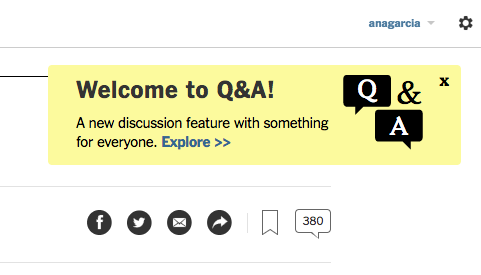 anagarcia
Welcome to Q&A!
x
Q &
A
A new discussion feature with something
for everyone. Explore >>
f
380